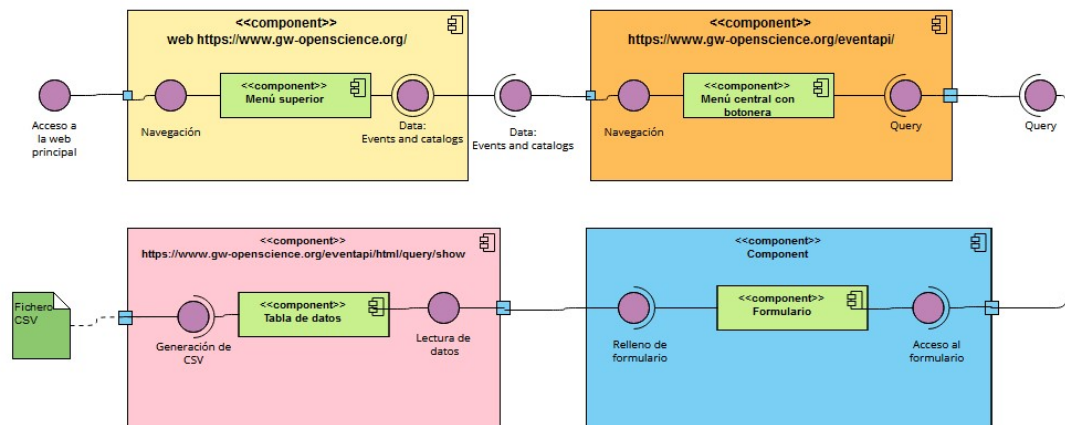 <<component>>
web https://www.gw-openscience.org/
<<component>>
Menú superior
Acceso a
la web
principal
Navegación
Data:
Events and catalogs
Data:
Events and catalogs
<<component>>
https://www.gw-openscience.org/eventapi/
<<component>>
Menú central con
botonera
Navegación
Query
Query
<<component>>
https://www.gw-openscience.org/eventapi/html/query/show
Fichero
CSV
<<component>>
Tabla de datos
Generación de
CSV
Lectura de
datos
<<component>>
Component
<<component>>
Formulario
Relleno de
formulario
Acceso al
formulario